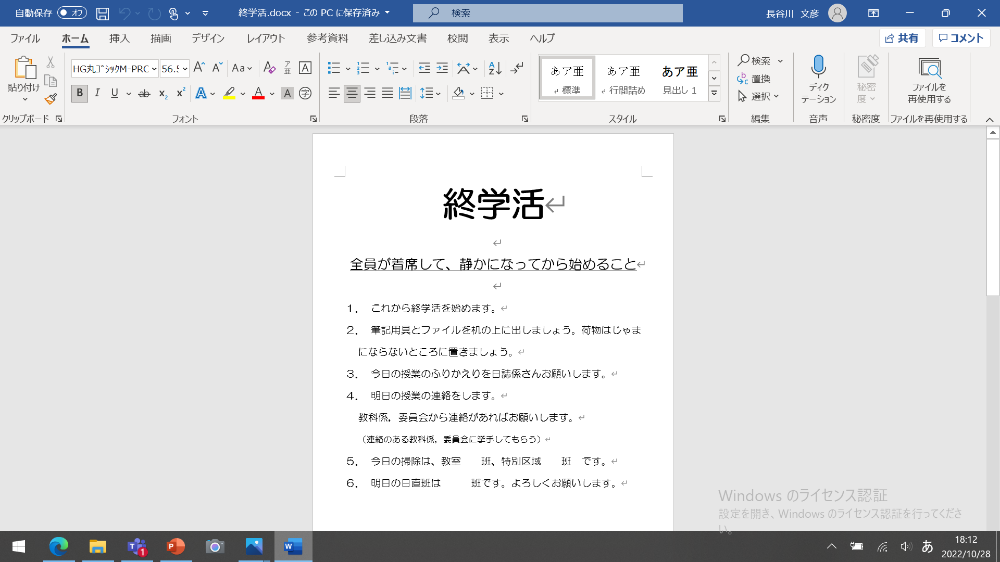 自動保存 オフ 終学活.docx - この PC に保存済み 検索 長谷川 文彦
ファイル ホーム 挿入 描画 デザイン レイアウト 参考資料 差し込み文書 校閲 表示 ヘルプ 共有 コメント
貼り付け
クリップボード
HG丸ｺﾞｼｯｸM-PRO 56.5 A A Aa A ア亜 A
B I U ab x₂ x² A A A 字
フォント
段落
あア亜 あア亜 あア亜
標準 行間詰め 見出し 1
スタイル
検索
置換
選択
編集
ディク
テーション
音声
秘密
度
秘密度
ファイルを
再使用する
ファイルを再使用する
終学活
全員が着席して、静かになってから始めること
１． これから終学活を始めます。
２． 筆記用具とファイルを机の上に出しましょう。荷物はじゃま
にならないところに置きましょう。
３． 今日の授業のふりかえりを日誌係さんお願いします。
４． 明日の授業の連絡をします。
教科係，委員会から連絡があればお願いします。
（連絡のある教科係，委員会に挙手してもらう）
５． 今日の掃除は、教室　　班、特別区域　　班　です。
６． 明日の日直班は　　　班です。よろしくお願いします。
Windows のライセンス認証
設定を開き、Windows のライセンス認証を行ってくださ
い。
1
あ
18:12
2022/10/28